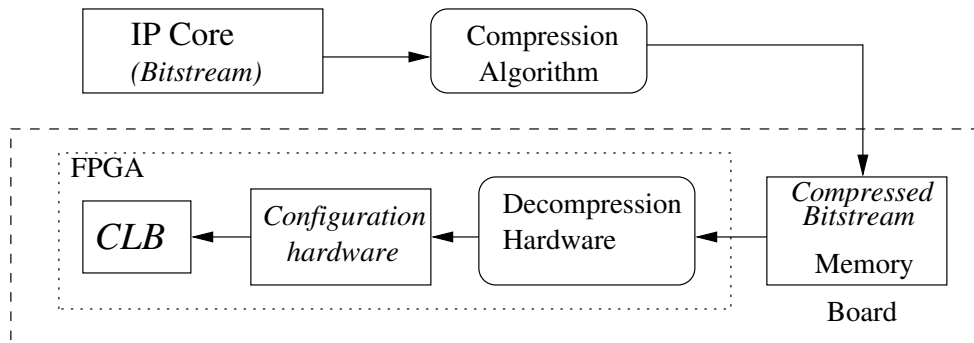 IP Core
(Bitstream)
Compression
Algorithm
FPGA
CLB
Configuration
hardware
Decompression
Hardware
Compressed
Bitstream
Memory
Board